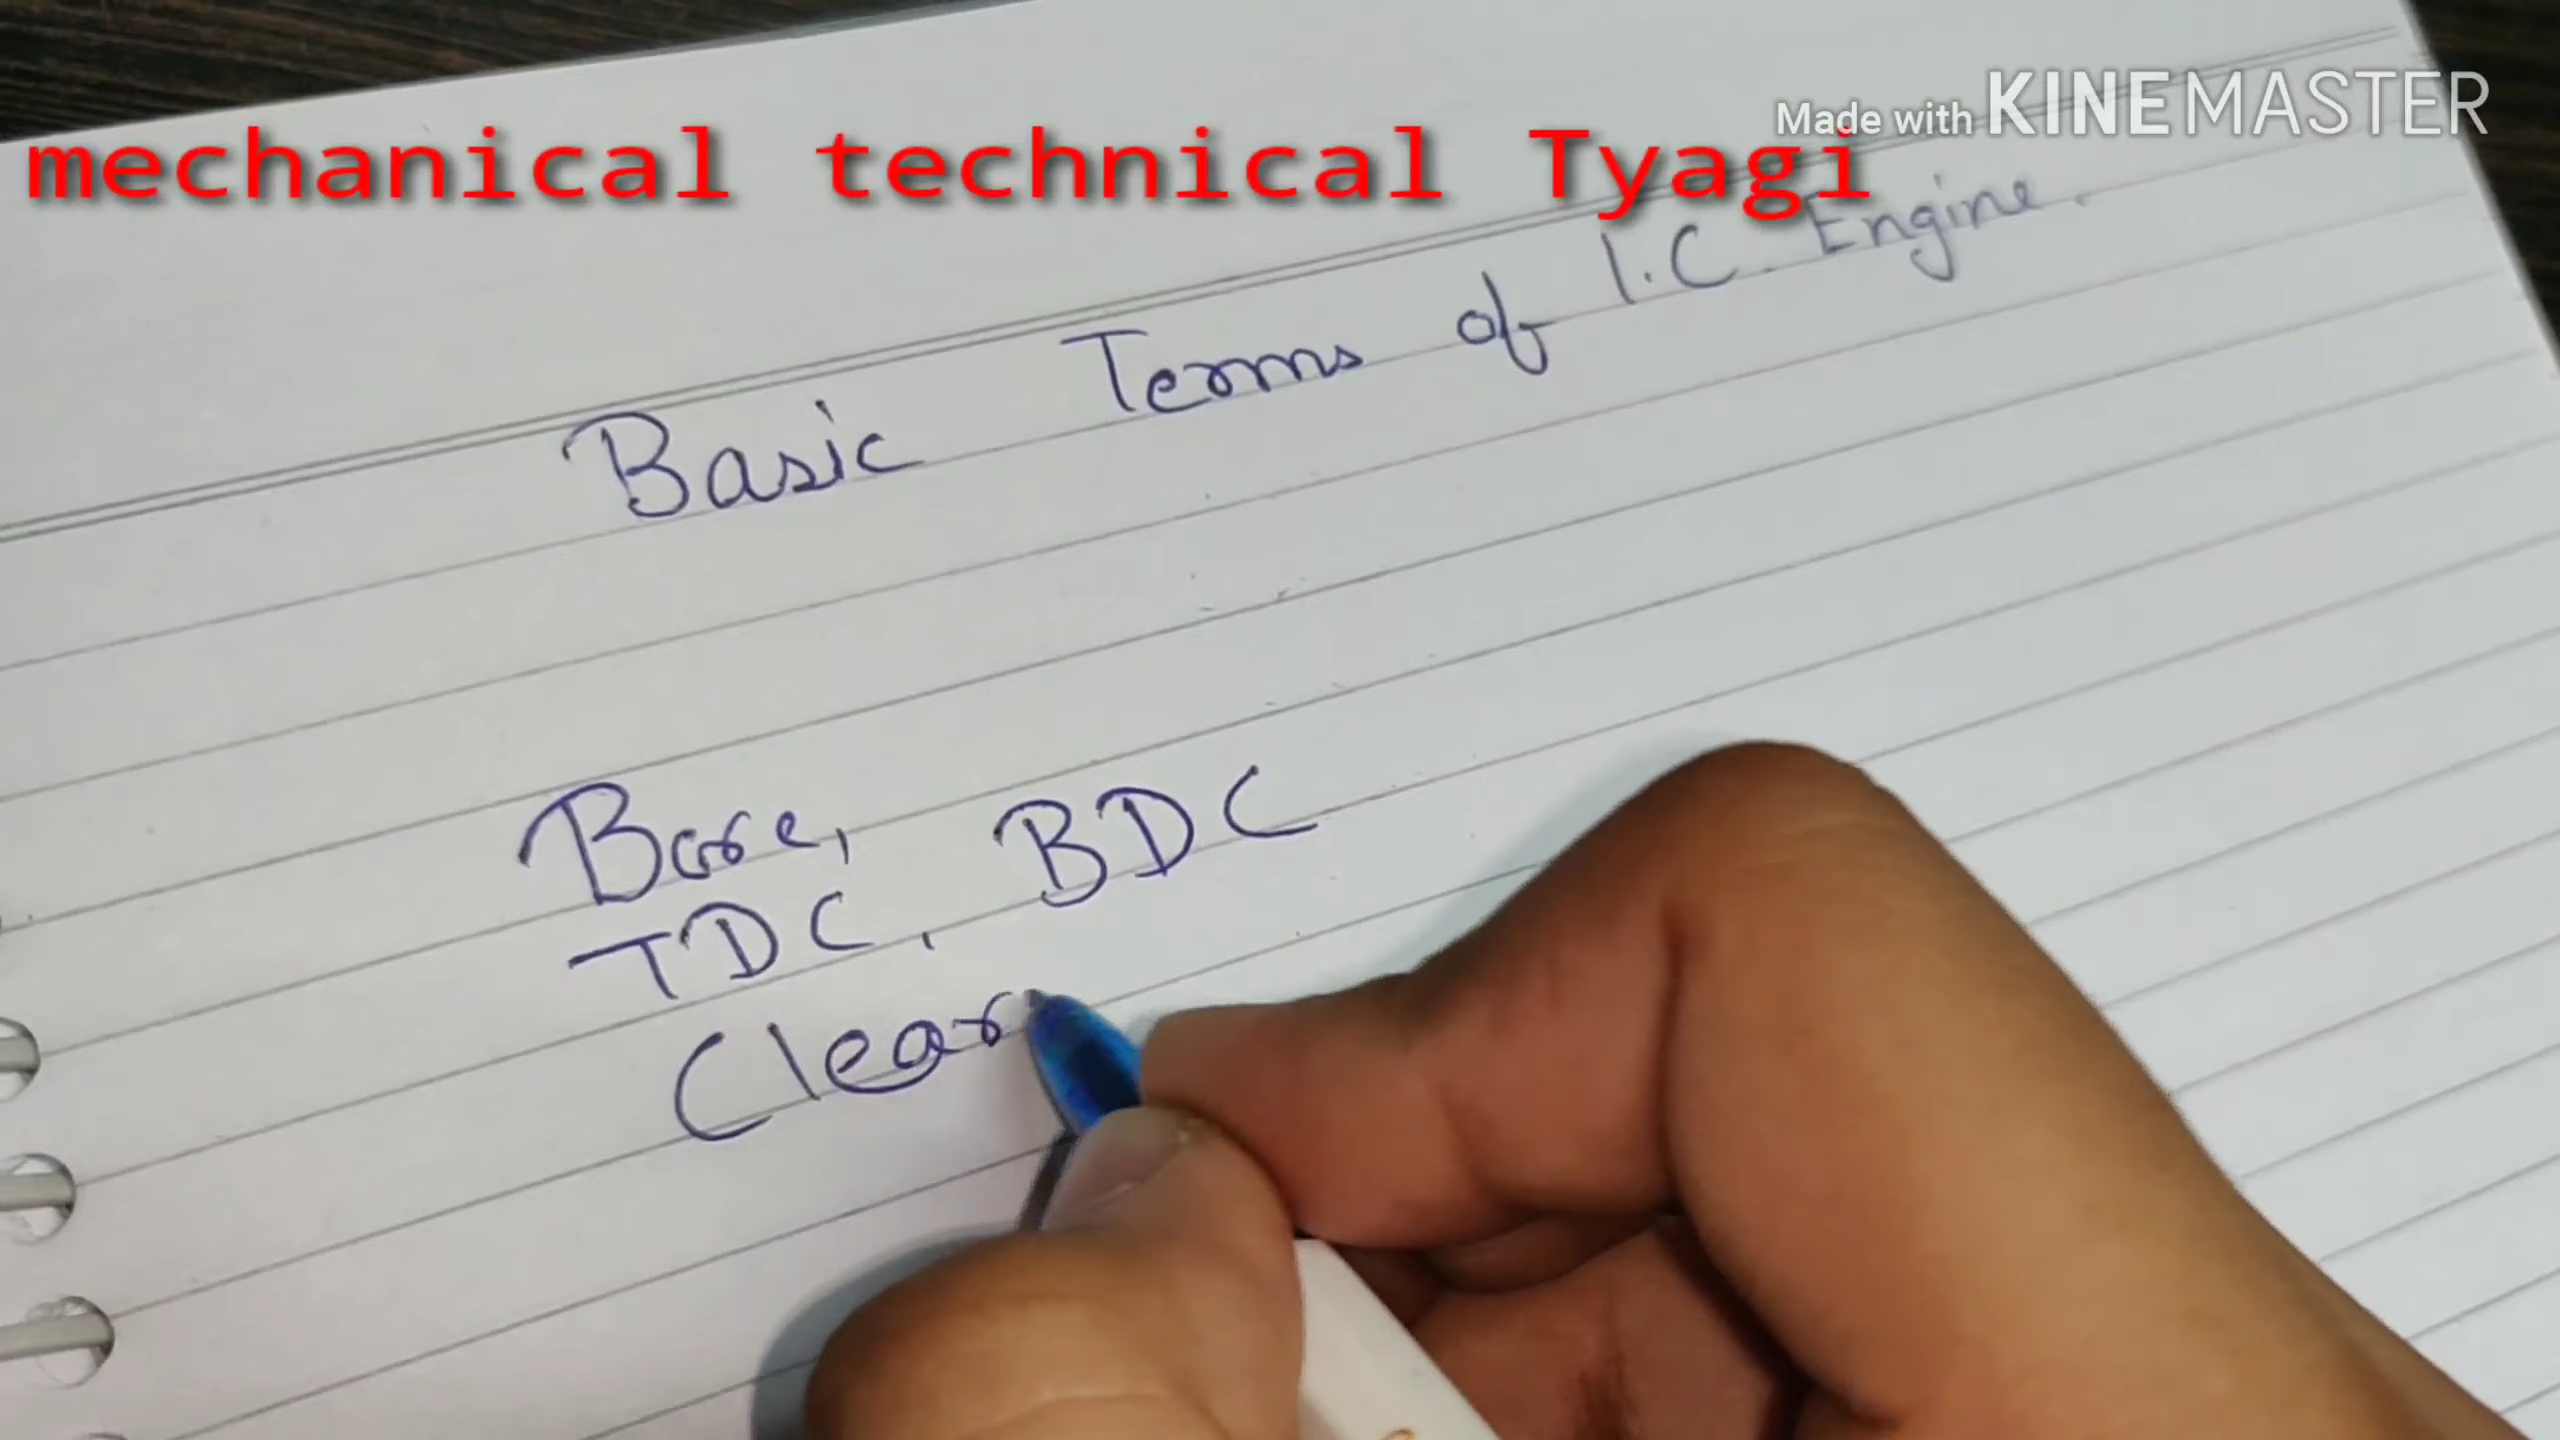 Made with KINEMASTER
mechanical technical Tyagi
Basic Terms of I.C. Engine.
Bore,
TDC, BDC
Clear